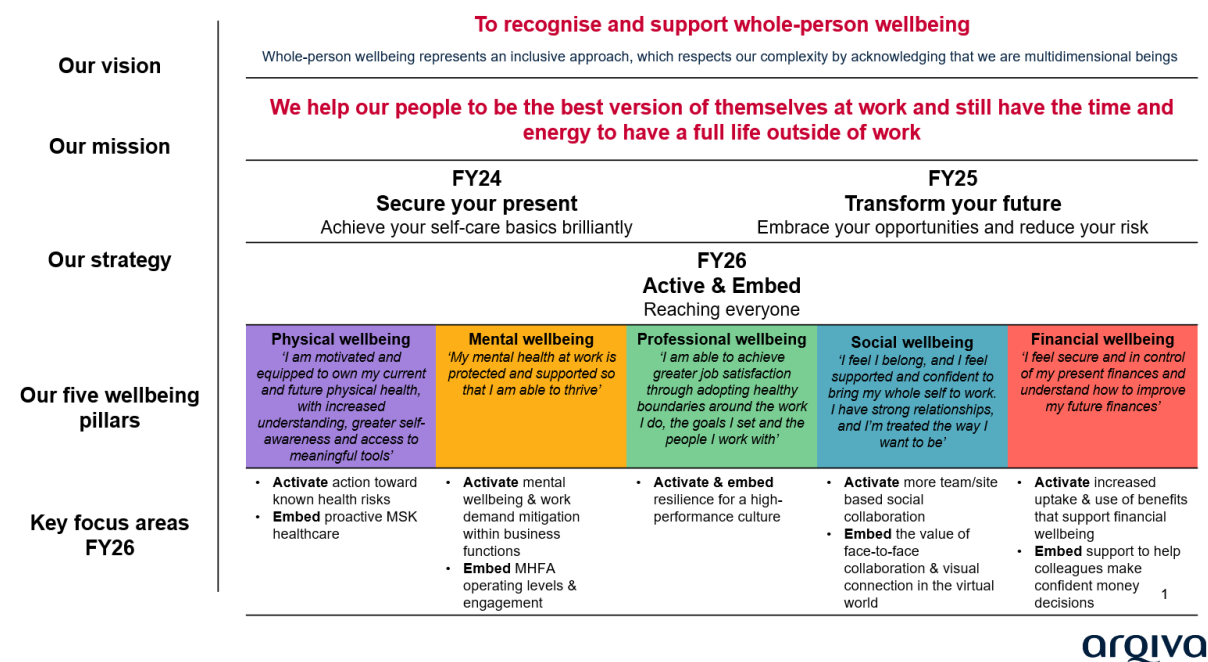 To recognise and support whole-person wellbeing
Our vision
Whole-person wellbeing represents an inclusive approach, which respects our complexity by acknowledging that we are multidimensional beings
Our mission
We help our people to be the best version of themselves at work and still have the time and
energy to have a full life outside of work
Our strategy
FY24
Secure your present
Achieve your self-care basics brilliantly
FY25
Transform your future
Embrace your opportunities and reduce your risk
FY26
Active & Embed
Reaching everyone
Our five wellbeing
pillars
Physical wellbeing
‘I am motivated and
equipped to own my current
and future physical health,
with increased
understanding, greater self-
awareness and access to
meaningful tools’
Mental wellbeing
‘My mental health at work is
protected and supported so
that I am able to thrive’
Professional wellbeing
‘I am able to achieve
greater job satisfaction
through adopting healthy
boundaries around the work
I do, the goals I set and the
people I work with’
Social wellbeing
‘I feel I belong, and I feel
supported and confident to
bring my whole self to work.
I have strong relationships,
and I’m treated the way I
want to be’
Financial wellbeing
‘I feel secure and in control
of my present finances and
understand how to improve
my future finances’
Key focus areas
FY26
• Activate action toward
known health risks
• Embed proactive MSK
healthcare
• Activate mental
wellbeing & work
demand mitigation
within business
functions
• Embed MHFA
operating levels &
engagement
• Activate & embed
resilience for a high-
performance culture
• Activate more team/site
based social
collaboration
• Embed the value of
face-to-face
collaboration & visual
connection in the virtual
world
• Activate increased
uptake & use of benefits
that support financial
wellbeing
• Embed support to help
colleagues make
confident money
decisions
1
arqiva